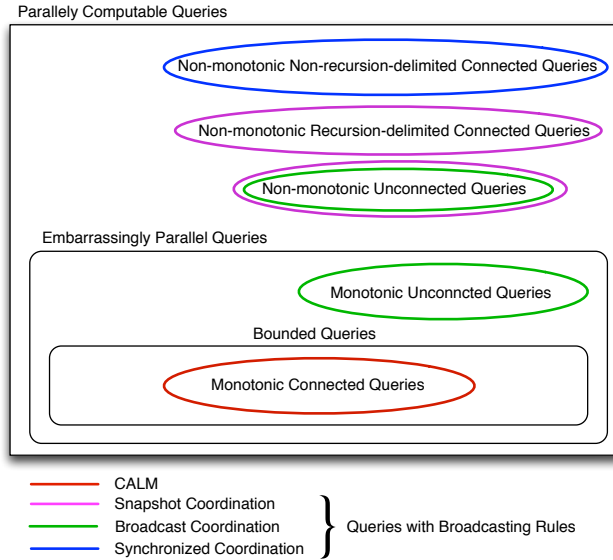 Parallely Computable Queries
Non-monotonic Non-recursion-delimited Connected Queries
Non-monotonic Recursion-delimited Connected Queries
Non-monotonic Unconnected Queries
Embarrassingly Parallel Queries
Monotonic Unconncted Queries
Bounded Queries
Monotonic Connected Queries
CALM
Snapshot Coordination
Broadcast Coordination
Synchronized Coordination
Queries with Broadcasting Rules